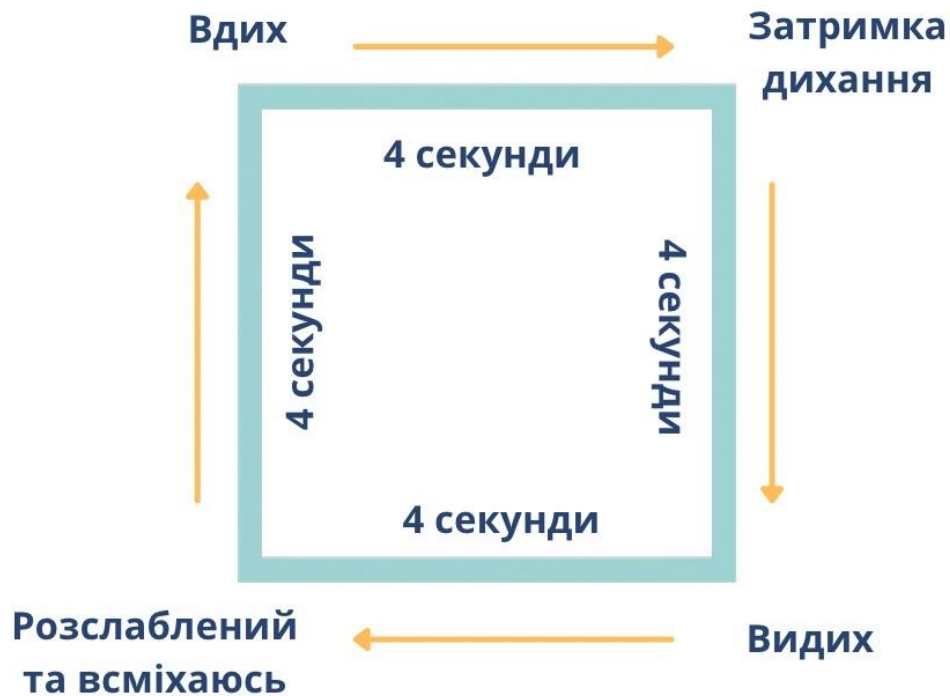 Вдих
Затримка
дихання
4 секунди
4 секунди
4 секунди
4 секунди
Розслаблений
та всміхаюсь
Видих